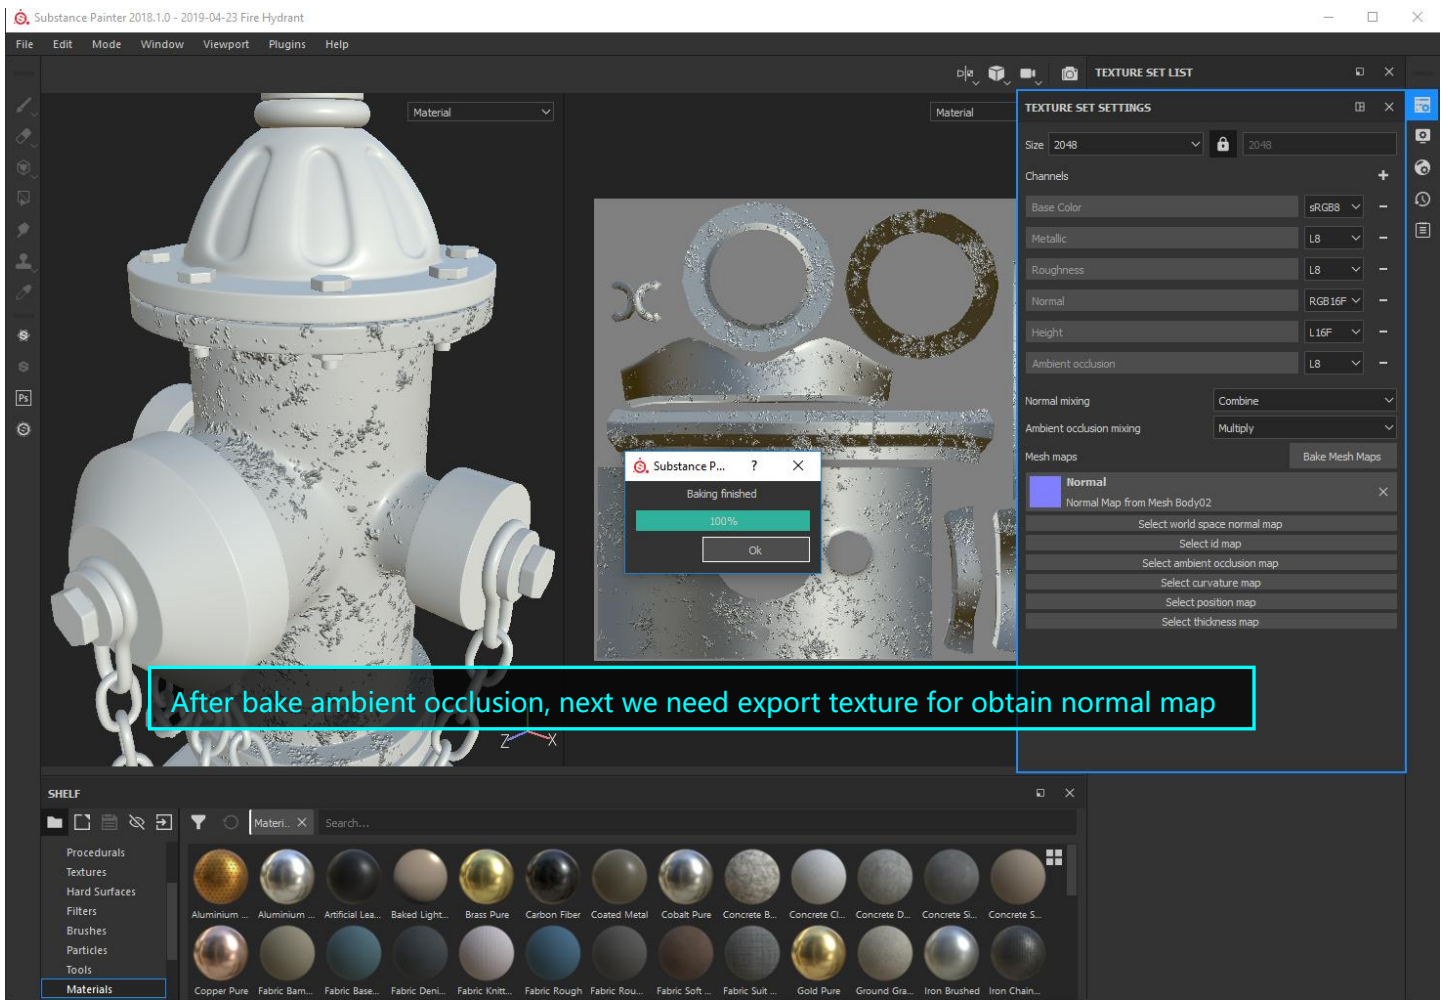 Substance Painter 2018.1.0 - 2019-04-23 Fire Hydrant
File Edit Mode Window Viewport Plugins Help
TEXTURE SET LIST
Material
Material
TEXTURE SET SETTINGS
Size 2048 2048
Channels
Base Color sRGB8
Metallic L8
Roughness L8
Normal RGB16F
Height L16F
Ambient occlusion L8
Normal mixing Combine
Ambient occlusion mixing Multiply
Mesh maps Bake Mesh Maps
Normal
Normal Map from Mesh Body02
Select world space normal map
Select id map
Select ambient occlusion map
Select curvature map
Select position map
Select thickness map
Substance P... ?
Baking finished
100%
Ok
Ps
After bake ambient occlusion, next we need export texture for obtain normal map
Z X
SHELF
Materi.. Search...
Procedurals
Textures
Hard Surfaces
Filters
Brushes
Particles
Tools
Materials
Aluminium ... Aluminium ... Artificial Lea... Baked Light... Brass Pure Carbon Fiber Coated Metal Cobalt Pure Concrete B... Concrete Cl... Concrete D... Concrete Si... Concrete S...
Copper Pure Fabric Bam... Fabric Base... Fabric Deni... Fabric Knitt... Fabric Rough Fabric Rou... Fabric Soft ... Fabric Suit ... Gold Pure Ground Gra... Iron Brushed Iron Chain...